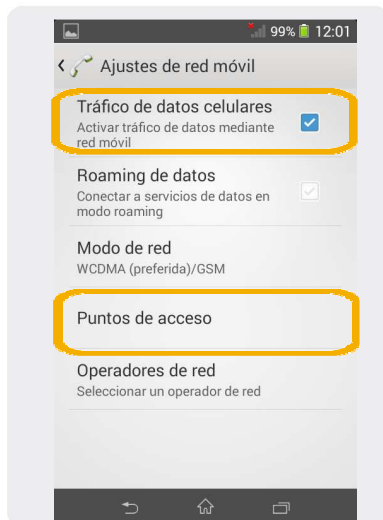 99% 12:01
Ajustes de red móvil
Tráfico de datos celulares
Activar tráfico de datos mediante
red móvil
Roaming de datos
Conectar a servicios de datos en
modo roaming
Modo de red
WCDMA (preferida)/GSM
Puntos de acceso
Operadores de red
Seleccionar un operador de red